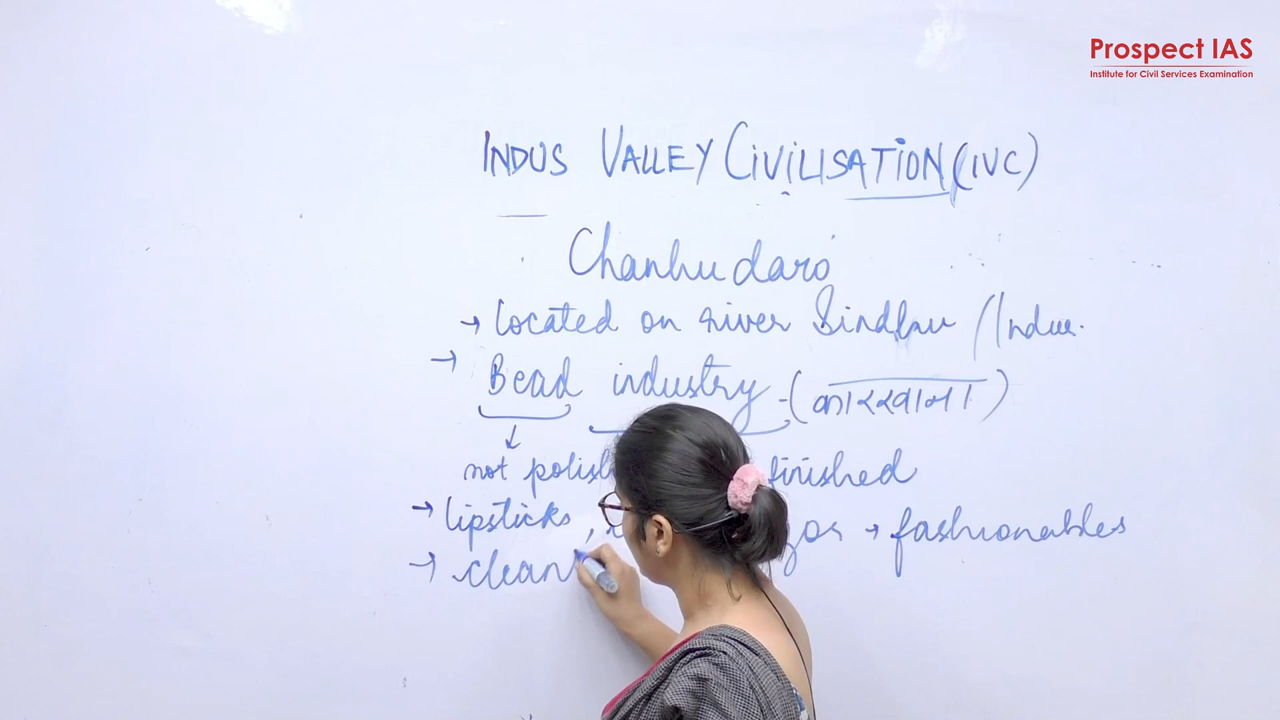 Prospect IAS
Institute for Civil Services Examination
INDUS VALLEY CIVILISATION (IVC)
Chanhudaro
→ Located on river Sindhu / Indus.
→ Bead industry - (कारखाना)
↓
not finished
→ lipsticks, → fashionables
→ clean